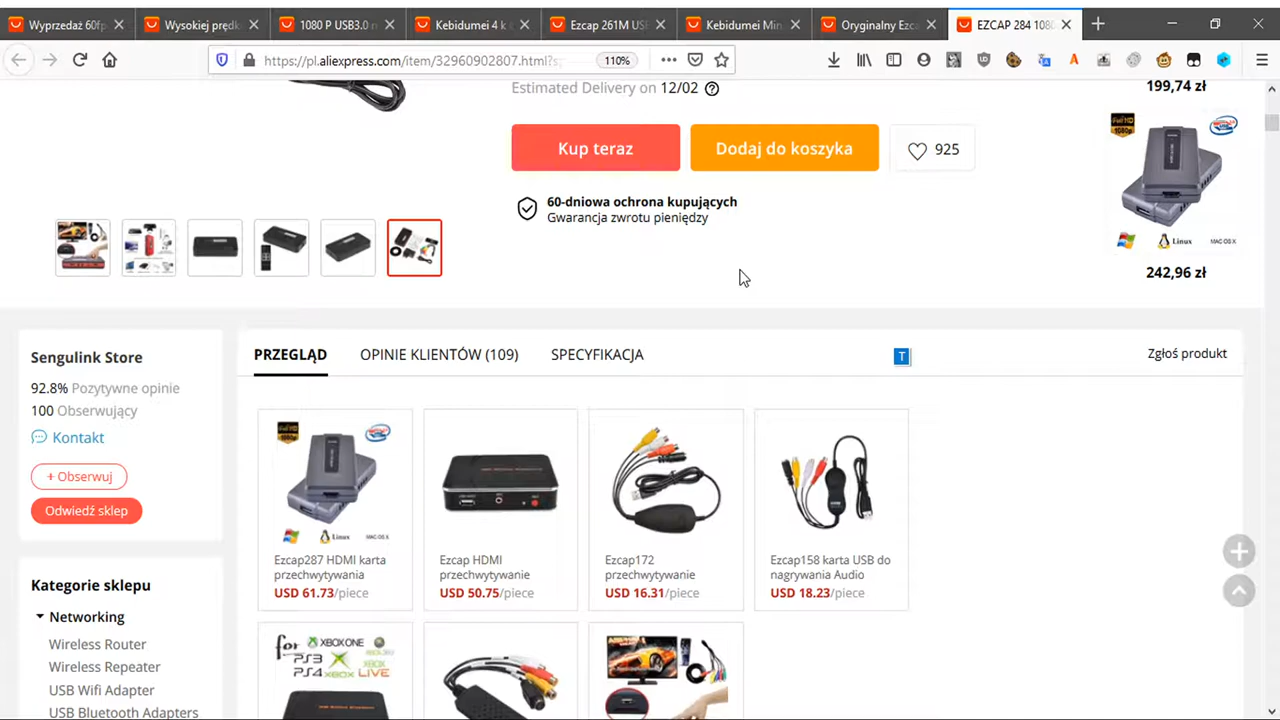 Wyprzedaż 60fp
Wysokiej prędk
1080 P USB3.0 n
Kebidumei 4 k
Ezcap 261M US
Kebidumei Min
Oryginalny Ezca
EZCAP 284 108
https://pl.aliexpress.com/item/32960902807.html?s
110%
Estimated Delivery on 12/02
199,74 zł
Kup teraz
Dodaj do koszyka
925
60-dniowa ochrona kupujących
Gwarancja zwrotu pieniędzy
Full HD
1080p
Linux
MAC OS X
242,96 zł
Sengulink Store
92.8% Pozytywne opinie
100 Obserwujący
Kontakt
+ Obserwuj
Odwiedź sklep
PRZEGLĄD
OPINIE KLIENTÓW (109)
SPECYFIKACJA
T
Zgłoś produkt
Linux
MAC OS X
Ezcap287 HDMI karta
przechwytywania
USD 61.73/piece
Ezcap HDMI
przechwytywanie
USD 50.75/piece
Ezcap172
przechwytywanie
USD 16.31/piece
Ezcap158 karta USB do
nagrywania Audio
USD 18.23/piece
Kategorie sklepu
Networking
Wireless Router
Wireless Repeater
USB Wifi Adapter
USB Bluetooth Adapters
for
XBOXONE
PS3
PS4
XBOX
LIVE